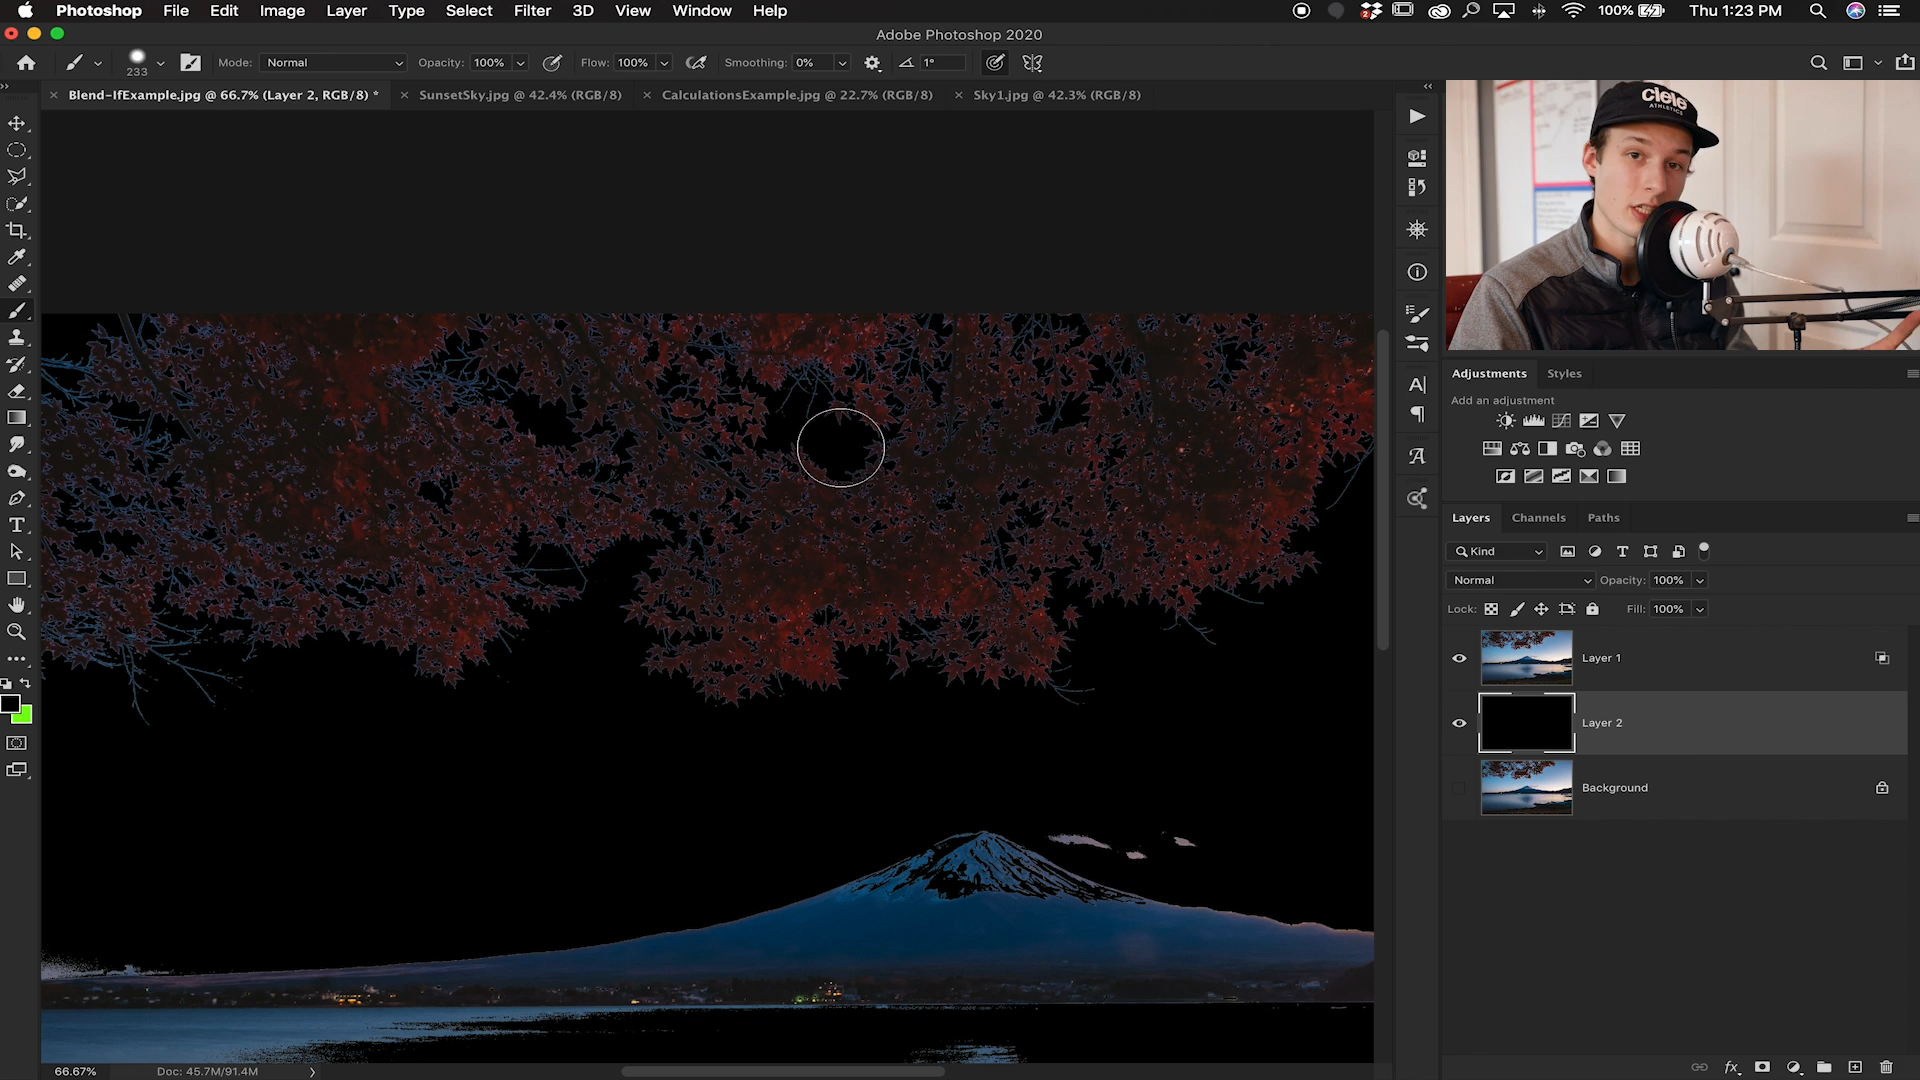 Photoshop File Edit Image Layer Type Select Filter 3D View Window Help 2 100% Thu 1:23 PM
Adobe Photoshop 2020
233 Mode: Normal Opacity: 100% Flow: 100% Smoothing: 0% 1°
Blend-IfExample.jpg @ 66.7% (Layer 2, RGB/8) * SunsetSky.jpg @ 42.4% (RGB/8) CalculationsExample.jpg @ 22.7% (RGB/8) Sky1.jpg @ 42.3% (RGB/8)
ciele
ATHLETICS
Adjustments Styles
Add an adjustment
Layers Channels Paths
Kind
Normal Opacity: 100%
Lock: Fill: 100%
Layer 1
Layer 2
Background
66.67% Doc: 45.7M/91.4M
fx